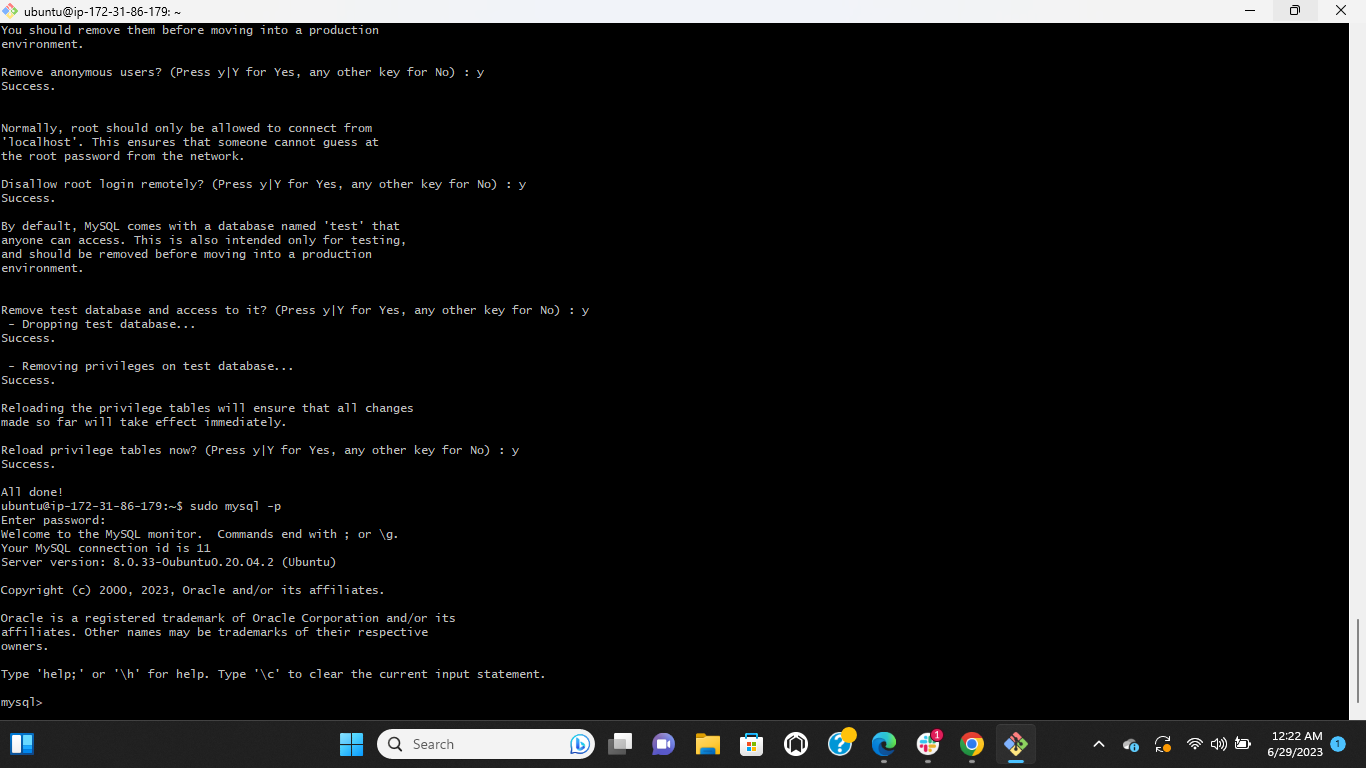 ubuntu@ip-172-31-86-179: ~
You should remove them before moving into a production
environment.
Remove anonymous users? (Press y|Y for Yes, any other key for No) : y
Success.
Normally, root should only be allowed to connect from
'localhost'. This ensures that someone cannot guess at
the root password from the network.
Disallow root login remotely? (Press y|Y for Yes, any other key for No) : y
Success.
By default, MySQL comes with a database named 'test' that
anyone can access. This is also intended only for testing,
and should be removed before moving into a production
environment.
Remove test database and access to it? (Press y|Y for Yes, any other key for No) : y
 - Dropping test database...
Success.
 - Removing privileges on test database...
Success.
Reloading the privilege tables will ensure that all changes
made so far will take effect immediately.
Reload privilege tables now? (Press y|Y for Yes, any other key for No) : y
Success.
All done!
ubuntu@ip-172-31-86-179:~$ sudo mysql -p
Enter password:
Welcome to the MySQL monitor.  Commands end with ; or \g.
Your MySQL connection id is 11
Server version: 8.0.33-0ubuntu0.20.04.2 (Ubuntu)
Copyright (c) 2000, 2023, Oracle and/or its affiliates.
Oracle is a registered trademark of Oracle Corporation and/or its
affiliates. Other names may be trademarks of their respective
owners.
Type 'help;' or '\h' for help. Type '\c' to clear the current input statement.
mysql>
Search
1
12:22 AM
6/29/2023
1